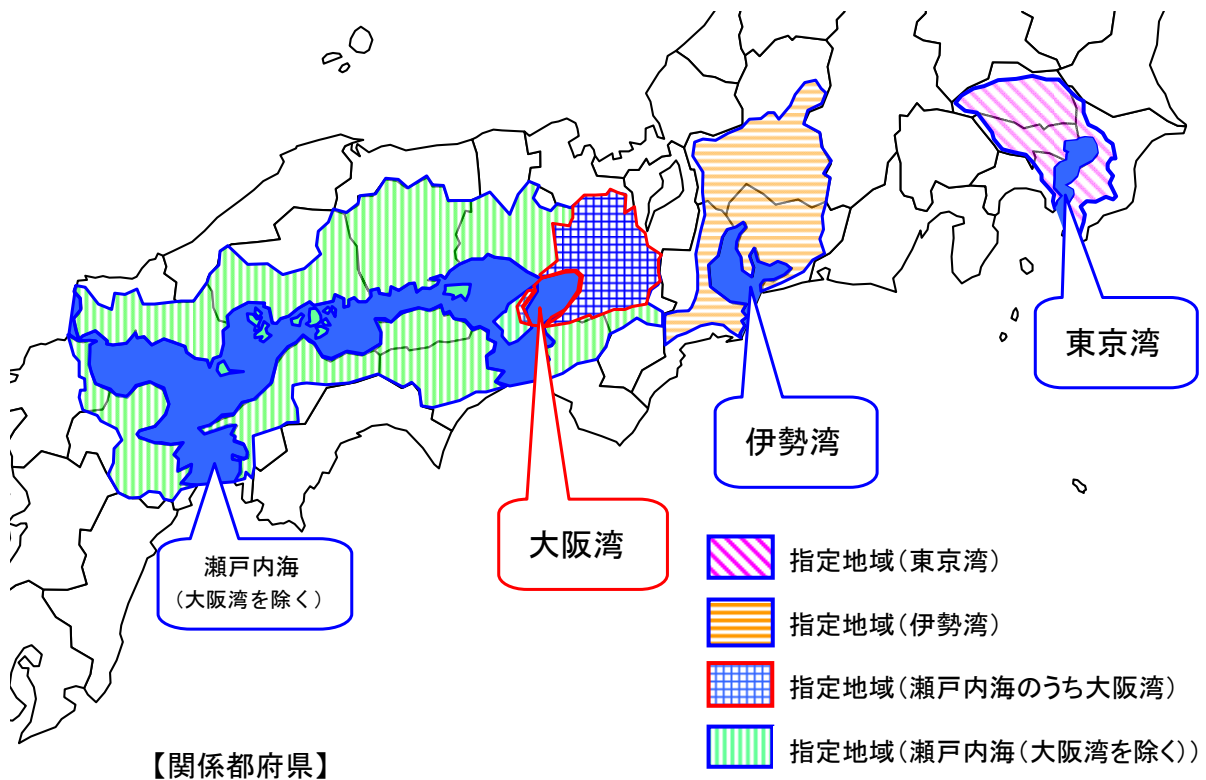 東京湾
伊勢湾
大阪湾
瀬戸内海
(大阪湾を除く)
指定地域(東京湾)
指定地域(伊勢湾)
指定地域(瀬戸内海のうち大阪湾)
指定地域(瀬戸内海(大阪湾を除く))
【関係都府県】